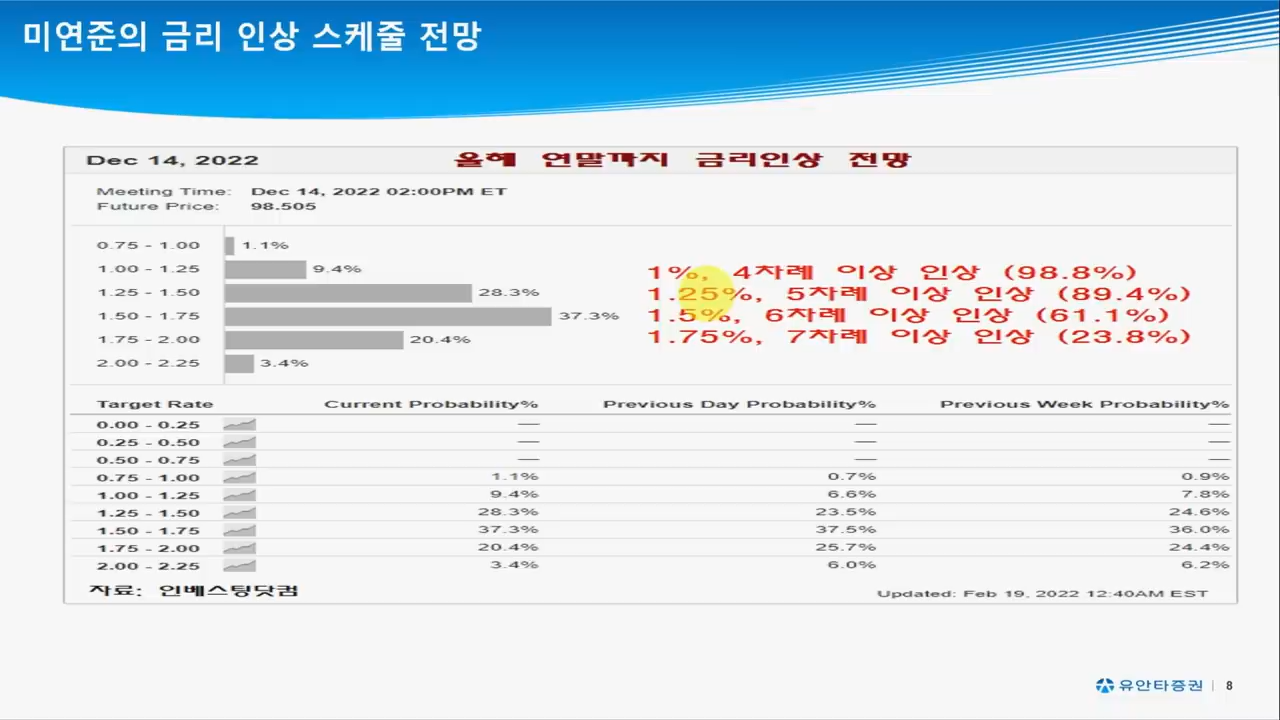 미연준의 금리 인상 스케줄 전망
Dec 14, 2022 올해 연말까지 금리인상 전망
Meeting Time: Dec 14, 2022 02:00PM ET
Future Price: 98.505
0.75 - 1.00 1.1%
1.00 - 1.25 9.4%
1.25 - 1.50 28.3%
1.50 - 1.75 37.3%
1.75 - 2.00 20.4%
2.00 - 2.25 3.4%
1%, 4차례 이상 인상 (98.8%)
1.25%, 5차례 이상 인상 (89.4%)
1.5%, 6차례 이상 인상 (61.1%)
1.75%, 7차례 이상 인상 (23.8%)
Target Rate Current Probability% Previous Day Probability% Previous Week Probability%
0.00 - 0.25 — — —
0.25 - 0.50 — — —
0.50 - 0.75 — — —
0.75 - 1.00 1.1% 0.7% 0.9%
1.00 - 1.25 9.4% 6.6% 7.8%
1.25 - 1.50 28.3% 23.5% 24.6%
1.50 - 1.75 37.3% 37.5% 36.0%
1.75 - 2.00 20.4% 25.7% 24.4%
2.00 - 2.25 3.4% 6.0% 6.2%
자료: 인베스팅닷컴
Updated: Feb 19, 2022 12:40AM EST
유안타증권 | 8